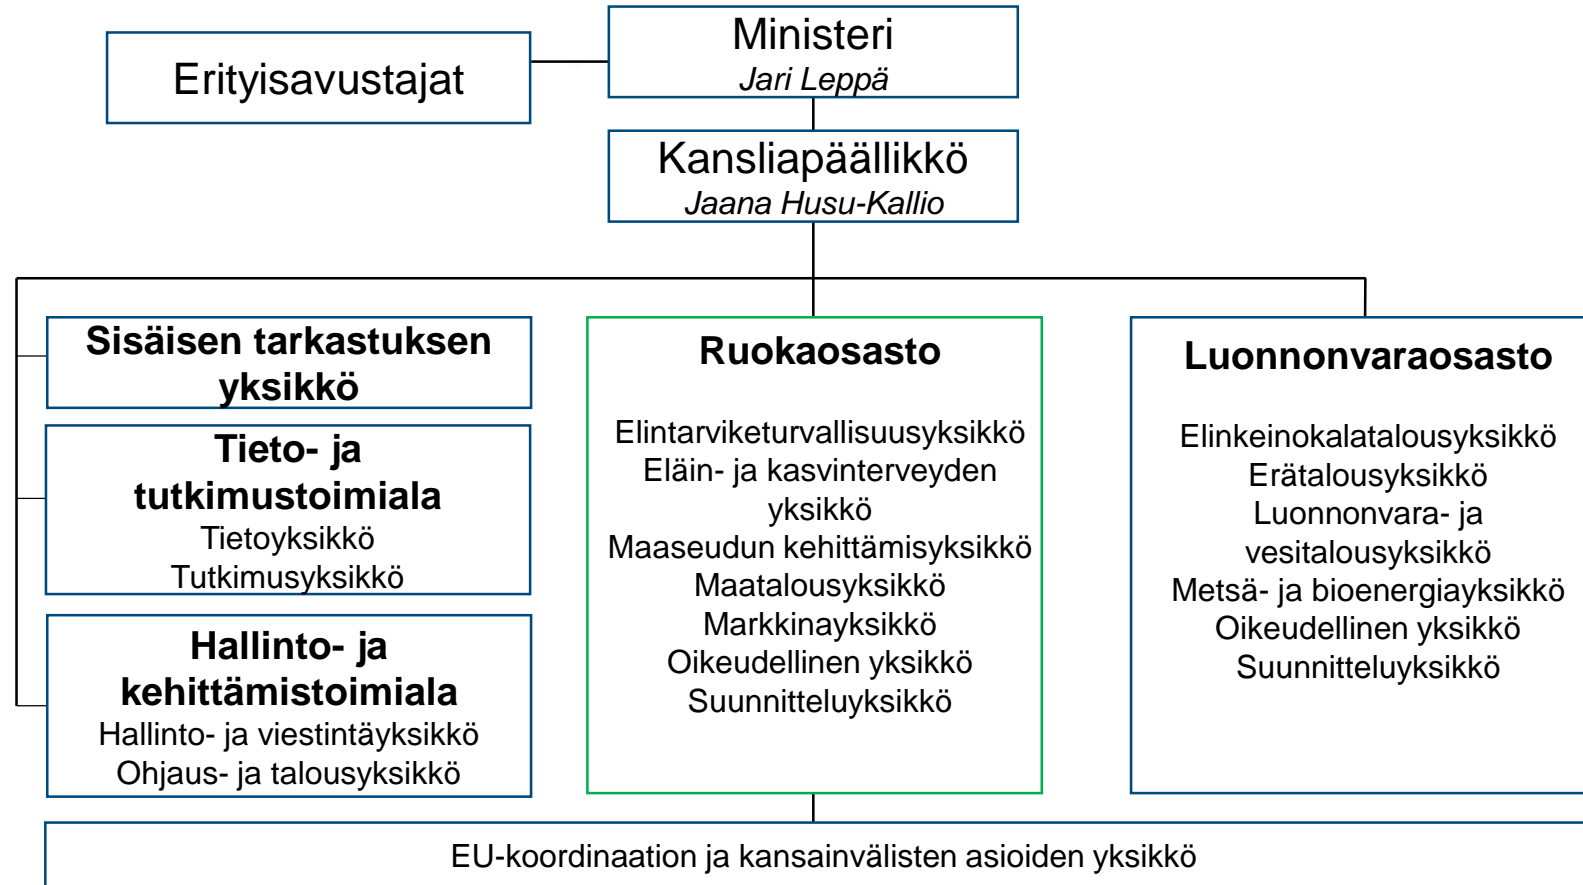 Ministeri
Jari Leppä
Erityisavustajat
Kansliapäällikkö
Jaana Husu-Kallio
Sisäisen tarkastuksen
yksikkö
Tieto- ja
tutkimustoimiala
Tietoyksikkö
Tutkimusyksikkö
Hallinto- ja
kehittämistoimiala
Hallinto- ja viestintäyksikkö
Ohjaus- ja talousyksikkö
Ruokaosasto
Elintarviketurvallisuusyksikkö
Eläin- ja kasvinterveyden
yksikkö
Maaseudun kehittämisyksikkö
Maatalousyksikkö
Markkinayksikkö
Oikeudellinen yksikkö
Suunnitteluyksikkö
Luonnonvaraosasto
Elinkeinokalatalousyksikkö
Erätalousyksikkö
Luonnonvara- ja
vesitalousyksikkö
Metsä- ja bioenergiayksikkö
Oikeudellinen yksikkö
Suunnitteluyksikkö
EU-koordinaation ja kansainvälisten asioiden yksikkö